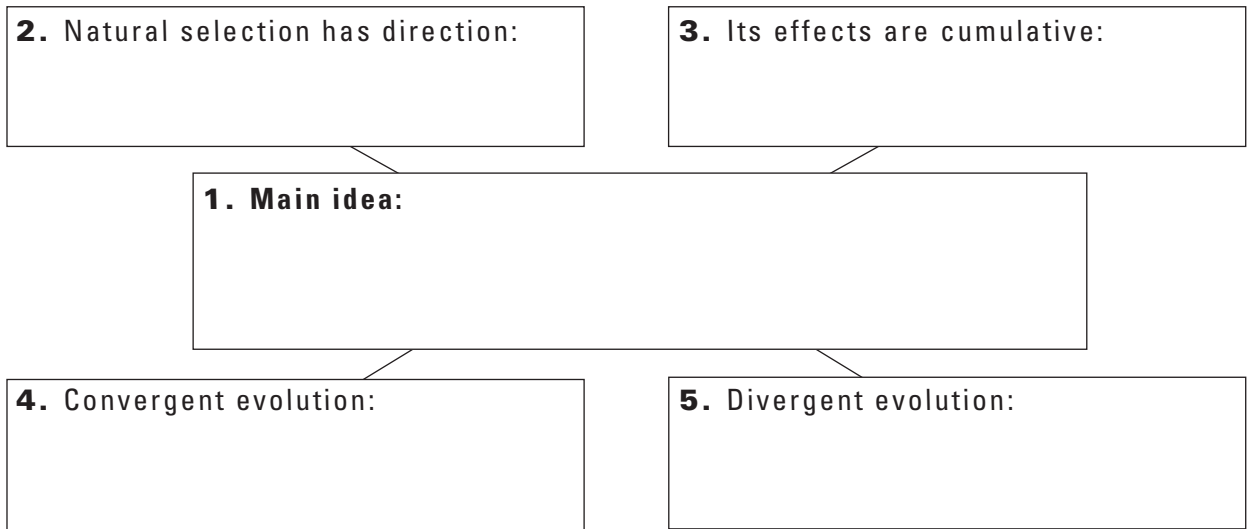 2. Natural selection has direction:
3. Its effects are cumulative:
1. Main idea:
4. Convergent evolution:
5. Divergent evolution: